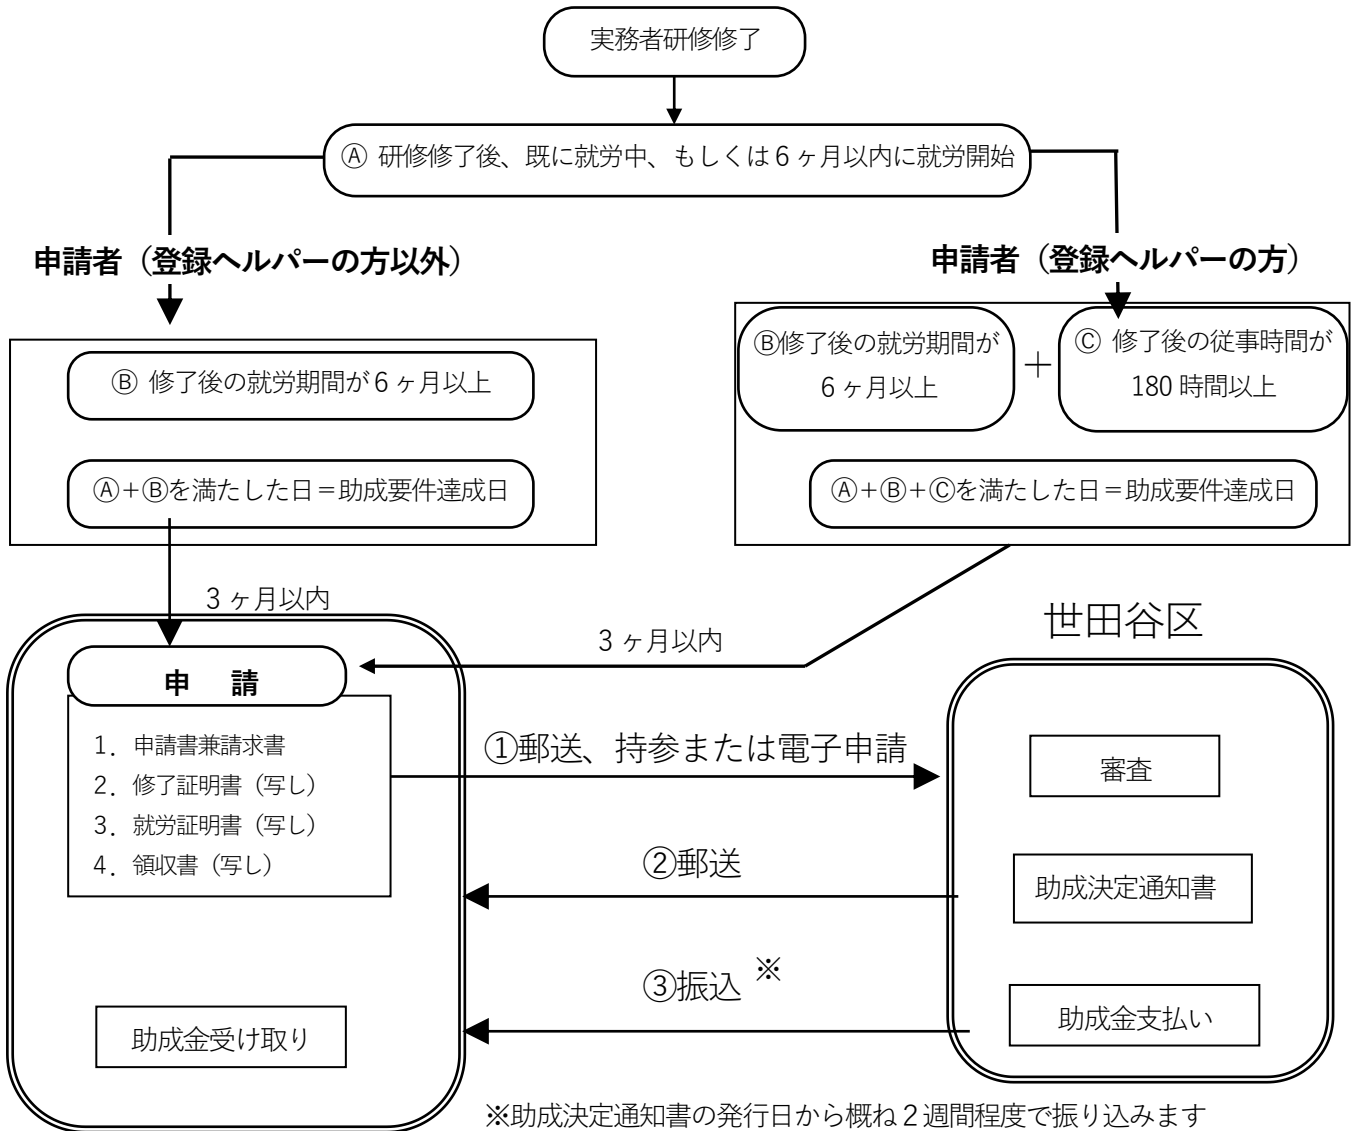 実務者研修修了
Ⓐ 研修修了後、既に就労中、もしくは6ヶ月以内に就労開始
申請者（登録ヘルパーの方以外）
申請者（登録ヘルパーの方）
Ⓑ 修了後の就労期間が6ヶ月以上
Ⓐ+Ⓑを満たした日＝助成要件達成日
Ⓑ修了後の就労期間が
6ヶ月以上
＋
Ⓒ 修了後の従事時間が
180時間以上
Ⓐ+Ⓑ+Ⓒを満たした日＝助成要件達成日
3ヶ月以内
3ヶ月以内
世田谷区
申　請
1．申請書兼請求書
2．修了証明書（写し）
3．就労証明書（写し）
4．領収書（写し）
①郵送、持参または電子申請
審査
②郵送
助成決定通知書
③振込※
助成金支払い
助成金受け取り
※助成決定通知書の発行日から概ね2週間程度で振り込みます